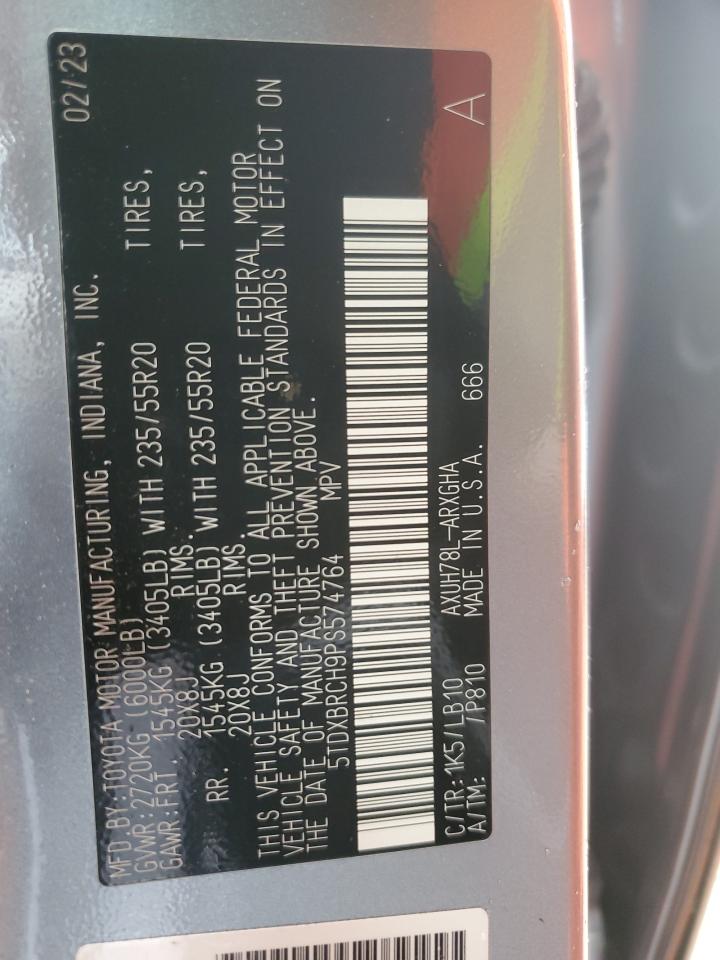 MFD BY:TOYOTA MOTOR MANUFACTURING, INDIANA, INC. 02/23
GVWR:2720KG (6000LB)
GAWR:FRT. 1545KG (3405LB) WITH 235/55R20 TIRES,
20X8J RIMS.
RR. 1545KG (3405LB) WITH 235/55R20 TIRES,
20X8J RIMS.
THIS VEHICLE CONFORMS TO ALL APPLICABLE FEDERAL MOTOR
VEHICLE SAFETY AND THEFT PREVENTION STANDARDS IN EFFECT ON
THE DATE OF MANUFACTURE SHOWN ABOVE.
5TDXBRCH9PS574764 MPV
C/TR:1K5/LB10 AXUH78L-ARXGHA
A/TM: /P810 MADE IN U.S.A. 666 A